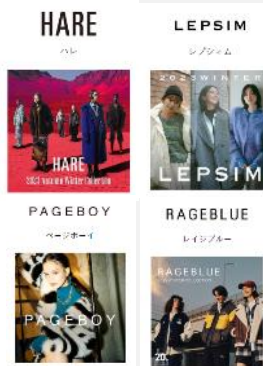 HARE
ハレ
HARE
2023 Autumn Winter Collection
LEPSIM
レプシィム
2023 WINTER
LEPSIM
PAGEBOY
ページボーイ
PAGEBOY
RAGEBLUE
レイジブルー
RAGEBLUE
20